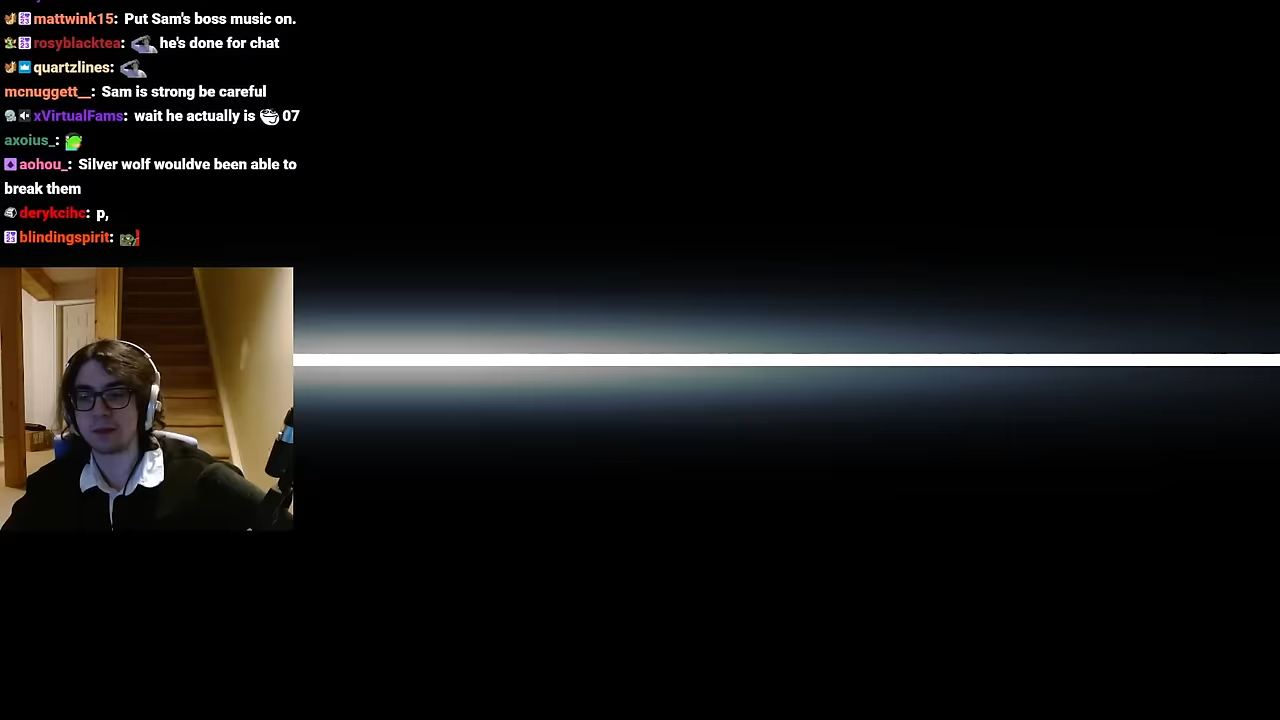 mattwink15: Put Sam's boss music on.
rosyblacktea: he's done for chat
quartzlines:
mcnuggett__: Sam is strong be careful
xVirtualFams: wait he actually is 07
axoius_:
aohou_: Silver wolf wouldve been able to
break them
derykcihc: p,
blindingspirit: